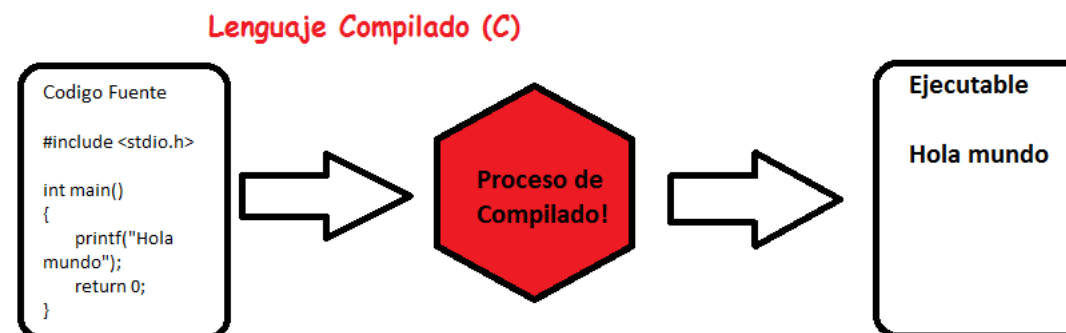 Lenguaje Compilado (C)
Codigo Fuente
#include <stdio.h>
int main()
{
printf("Hola
mundo");
return 0;
}
Proceso de
Compilado!
Ejecutable
Hola mundo